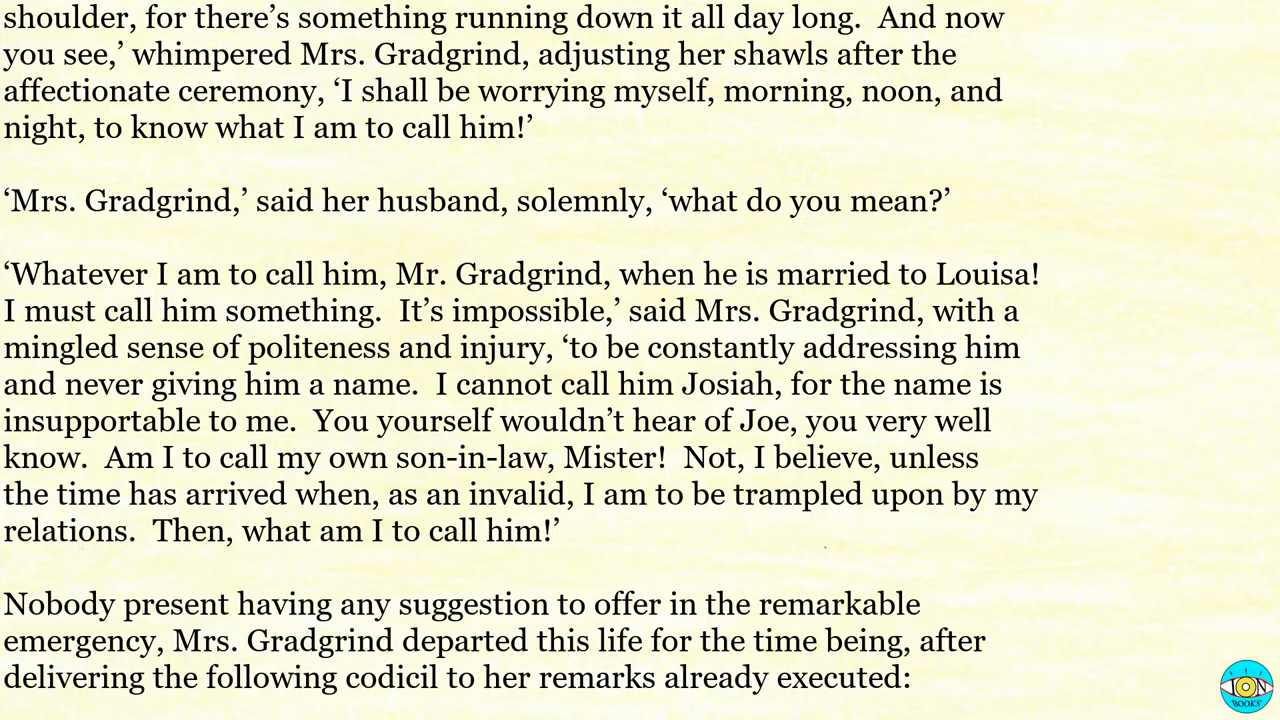 shoulder, for there’s something running down it all day long.  And now
you see,’ whimpered Mrs. Gradgrind, adjusting her shawls after the
affectionate ceremony, ‘I shall be worrying myself, morning, noon, and
night, to know what I am to call him!’
‘Mrs. Gradgrind,’ said her husband, solemnly, ‘what do you mean?’
‘Whatever I am to call him, Mr. Gradgrind, when he is married to Louisa!
I must call him something.  It’s impossible,’ said Mrs. Gradgrind, with a
mingled sense of politeness and injury, ‘to be constantly addressing him
and never giving him a name.  I cannot call him Josiah, for the name is
insupportable to me.  You yourself wouldn’t hear of Joe, you very well
know.  Am I to call my own son-in-law, Mister!  Not, I believe, unless
the time has arrived when, as an invalid, I am to be trampled upon by my
relations.  Then, what am I to call him!’
Nobody present having any suggestion to offer in the remarkable
emergency, Mrs. Gradgrind departed this life for the time being, after
delivering the following codicil to her remarks already executed:
ION
BOOKS